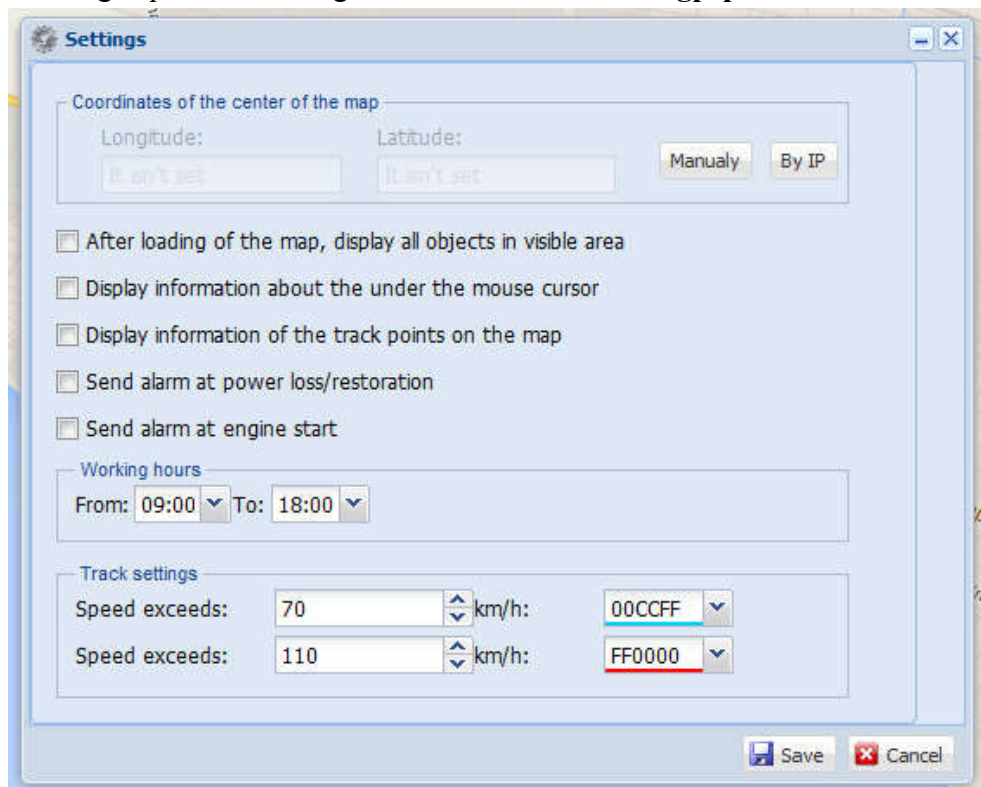 Settings
Coordinates of the center of the map
Longitude: Latitude:
It isn't set It isn't set Manualy By IP
After loading of the map, display all objects in visible area
Display information about the under the mouse cursor
Display information of the track points on the map
Send alarm at power loss/restoration
Send alarm at engine start
Working hours
From: 09:00 To: 18:00
Track settings
Speed exceeds: 70 km/h: 00CCFF
Speed exceeds: 110 km/h: FF0000
Save Cancel